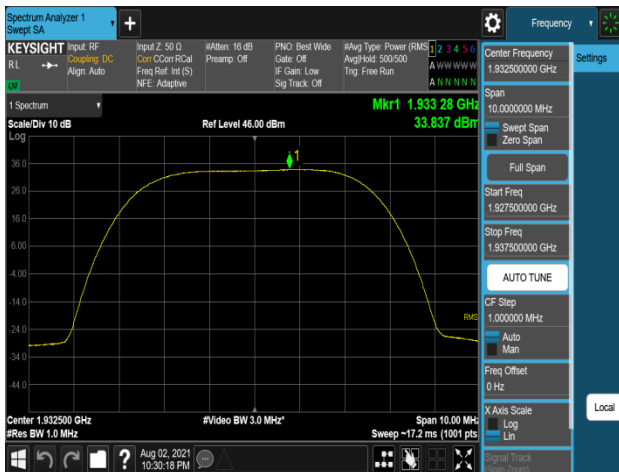 Spectrum Analyzer 1
Swept SA
+
Frequency
KEYSIGHT
RL
LXI
Input: RF
Coupling: DC
Align: Auto
Input Z: 50 Ω
Corr CCorr RCal
Freq Ref: Int (S)
NFE: Adaptive
#Atten: 16 dB
Preamp: Off
PNO: Best Wide
Gate: Off
IF Gain: Low
Sig Track: Off
#Avg Type: Power (RMS
Avg|Hold: 500/500
Trig: Free Run
1 2 3 4 5 6
A W W W W W
A N N N N N
1 Spectrum
Scale/Div 10 dB
Log
Ref Level 46.00 dBm
Mkr1 1.933 28 GHz
33.837 dBm
1
36.0
26.0
16.0
6.00
-4.00
-14.0
-24.0
-34.0
-44.0
RMS
Center 1.932500 GHz
#Res BW 1.0 MHz
#Video BW 3.0 MHz*
Span 10.00 MHz
Sweep ~17.2 ms (1001 pts)
Center Frequency
1.932500000 GHz
Span
10.0000000 MHz
Swept Span
Zero Span
Full Span
Start Freq
1.927500000 GHz
Stop Freq
1.937500000 GHz
AUTO TUNE
CF Step
1.000000 MHz
Auto
Man
Freq Offset
0 Hz
X Axis Scale
Log
Lin
Signal Track
(Span Zoom)
Settings
Local
?
Aug 02, 2021
10:30:18 PM